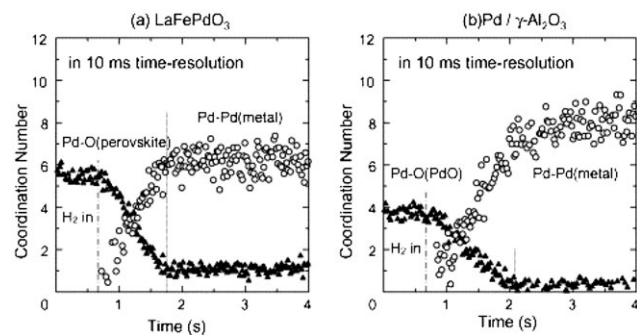 (a) LaFePdO3
12
10
8
6
4
2
0
in 10 ms time-resolution
Pd-Pd(metal)
Pd-O(perovskite)
H2 in
Coordination Number
0 1 2 3 4
Time (s)
(b)Pd / γ-Al2O3
12
10
8
6
4
2
0
in 10 ms time-resolution
Pd-O(PdO)
Pd-Pd(metal)
H2 in
Coordination Number
0 1 2 3 4
Time (s)